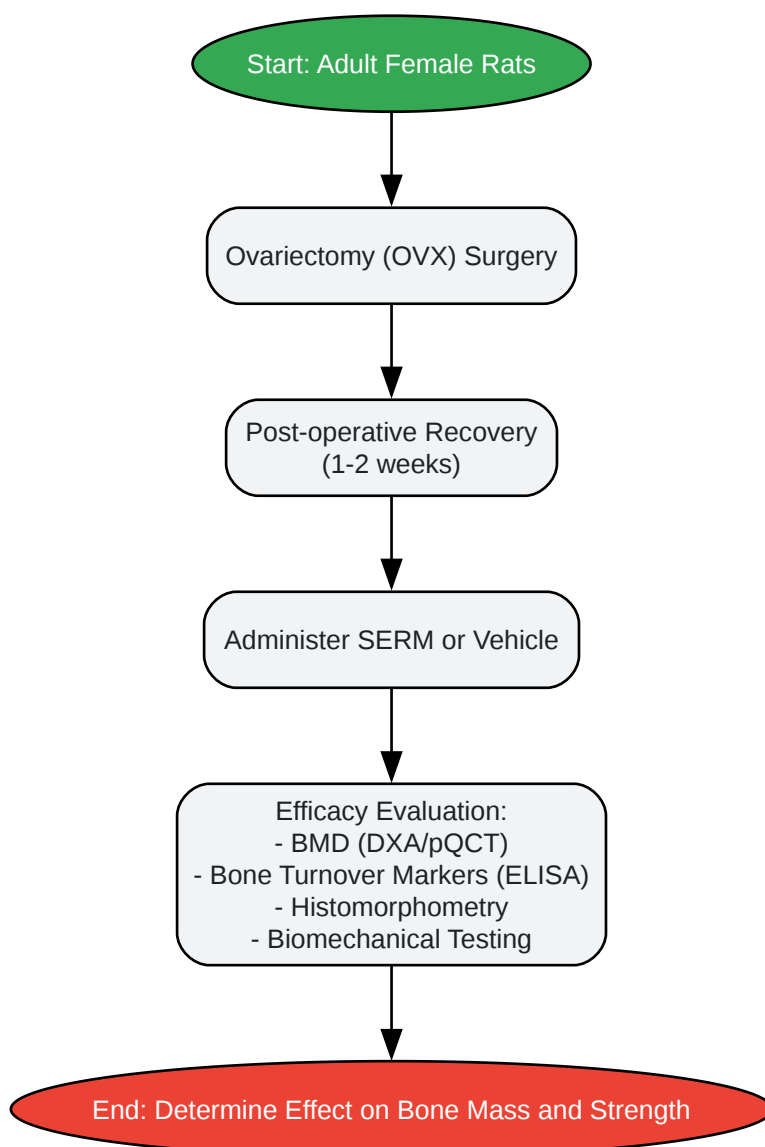 Start: Adult Female Rats
Ovariectomy (OVX) Surgery
Post-operative Recovery
(1-2 weeks)
Administer SERM or Vehicle
Efficacy Evaluation:
- BMD (DXA/pQCT)
- Bone Turnover Markers (ELISA)
- Histomorphometry
- Biomechanical Testing
End: Determine Effect on Bone Mass and Strength